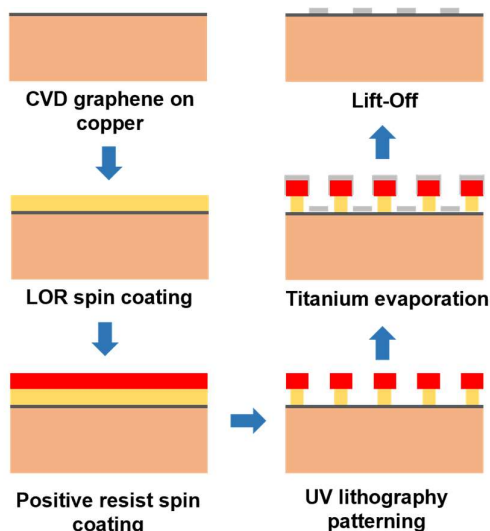 CVD graphene on
copper
LOR spin coating
Positive resist spin
coating
UV lithography
patterning
Titanium evaporation
Lift-Off